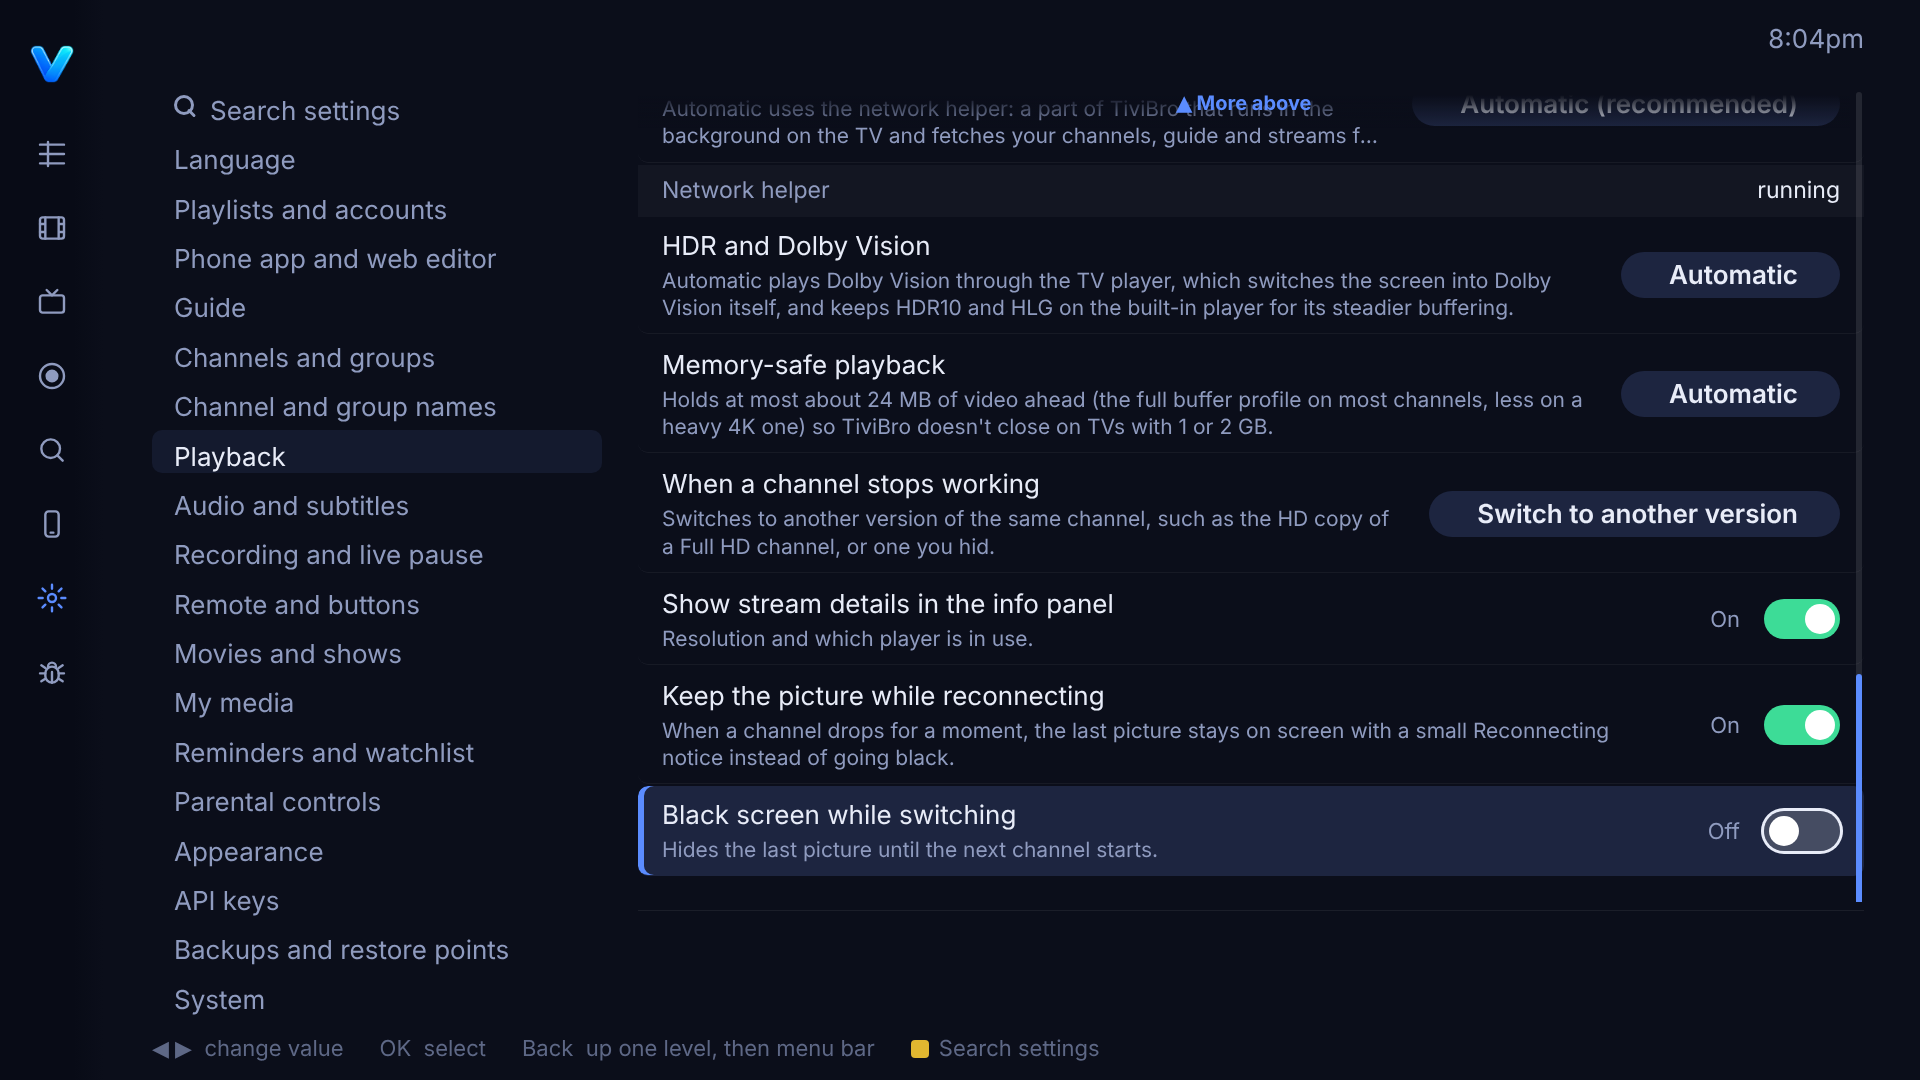 8:04pm
Search settings
Language
Playlists and accounts
Phone app and web editor
Guide
Channels and groups
Channel and group names
Playback
Audio and subtitles
Recording and live pause
Remote and buttons
Movies and shows
My media
Reminders and watchlist
Parental controls
Appearance
API keys
Backups and restore points
System
▲ More above
Automatic uses the network helper: a part of TiviBro that runs in the
background on the TV and fetches your channels, guide and streams f...
Automatic (recommended)
Network helper
running
HDR and Dolby Vision
Automatic plays Dolby Vision through the TV player, which switches the screen into Dolby
Vision itself, and keeps HDR10 and HLG on the built-in player for its steadier buffering.
Automatic
Memory-safe playback
Holds at most about 24 MB of video ahead (the full buffer profile on most channels, less on a
heavy 4K one) so TiviBro doesn't close on TVs with 1 or 2 GB.
Automatic
When a channel stops working
Switches to another version of the same channel, such as the HD copy of
a Full HD channel, or one you hid.
Switch to another version
Show stream details in the info panel
Resolution and which player is in use.
On
Keep the picture while reconnecting
When a channel drops for a moment, the last picture stays on screen with a small Reconnecting
notice instead of going black.
On
Black screen while switching
Hides the last picture until the next channel starts.
Off
◀▶ change value OK select Back up one level, then menu bar Search settings